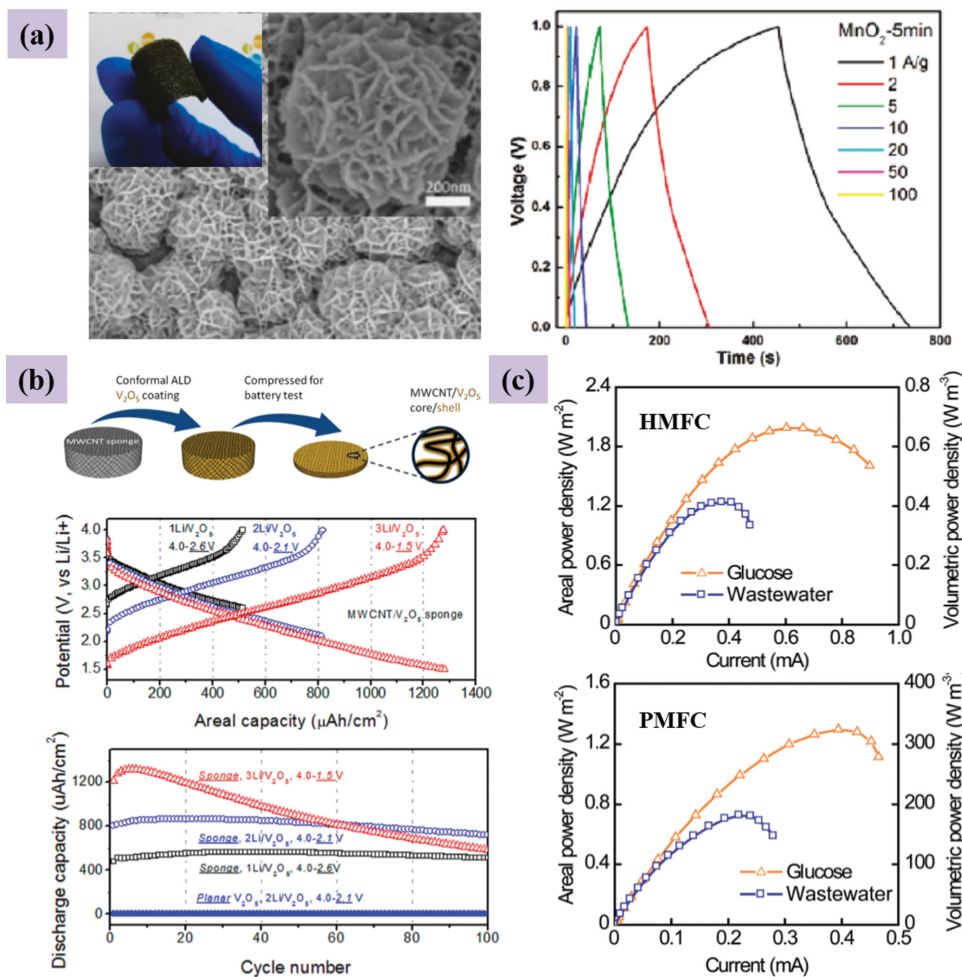 (a)
200nm
MnO2-5min
1 A/g
2
5
10
20
50
100
Voltage (V)
1.0
0.8
0.6
0.4
0.2
0.0
0
200
400
600
800
Time (s)
(b)
Conformal ALD
V2O5
coating
Compressed for
battery test
MWCNT/V2O5
core/shell
MWCNT sponge
Potential (V, vs Li/Li+)
4.0
3.5
3.0
2.5
2.0
1.5
1Li/V2O5
4.0-2.6 V
2Li/V2O5
4.0-2.1 V
3Li/V2O5
4.0-1.5 V
MWCNT/V2O5 sponge
0
200
400
600
800
1000
1200
1400
Areal capacity (μAh/cm2)
Discharge capacity (uAh/cm2)
1200
800
400
0
Sponge, 3Li/V2O5, 4.0-1.5 V
Sponge, 2Li/V2O5, 4.0-2.1 V
Sponge, 1Li/V2O5, 4.0-2.6V
Planar V2O5, 2Li/V2O5, 4.0-2.1 V
0
20
40
60
80
100
Cycle number
(c)
HMFC
Areal power density (W m-2)
2.4
1.8
1.2
0.6
0
Glucose
Wastewater
0.8
0.6
0.4
0.2
0.0
Volumetric power density (W m-3)
0.0
0.2
0.4
0.6
0.8
1.0
Current (mA)
PMFC
Areal power density (W m-2)
1.6
1.2
0.8
0.4
0
Glucose
Wastewater
400
300
200
100
0
Volumetric power density (W m-3)
0.0
0.1
0.2
0.3
0.4
0.5
Current (mA)